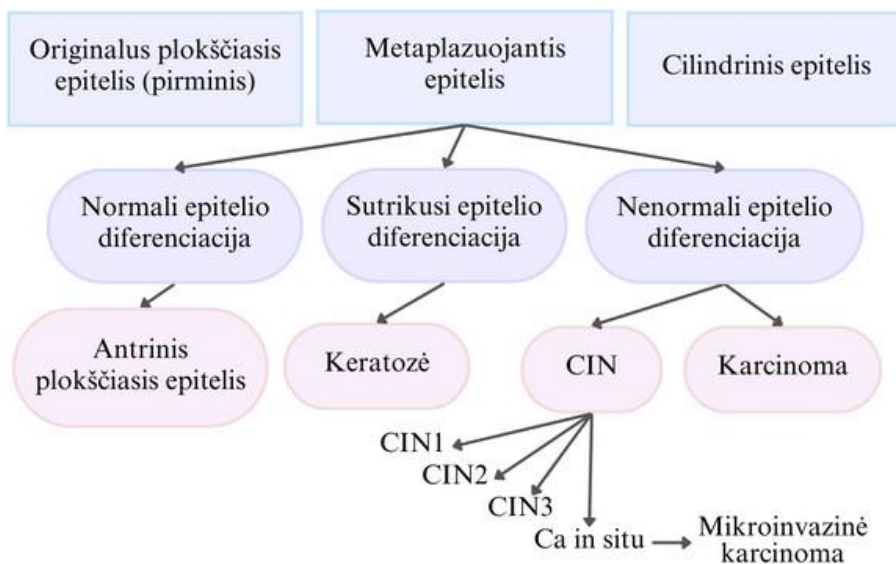 Originalus plokščiasis
epitelis (pirminis)
Metaplazuojantis
epitelis
Cilindrinis epitelis
Normali epitelio
diferenciacija
Sutrikusi epitelio
diferenciacija
Nenormali epitelio
diferenciacija
Antrinis
plokščiasis epitelis
Keratozė
CIN
Karcinoma
CIN1
CIN2
CIN3
Ca in situ
Mikroinvazinė
karcinoma